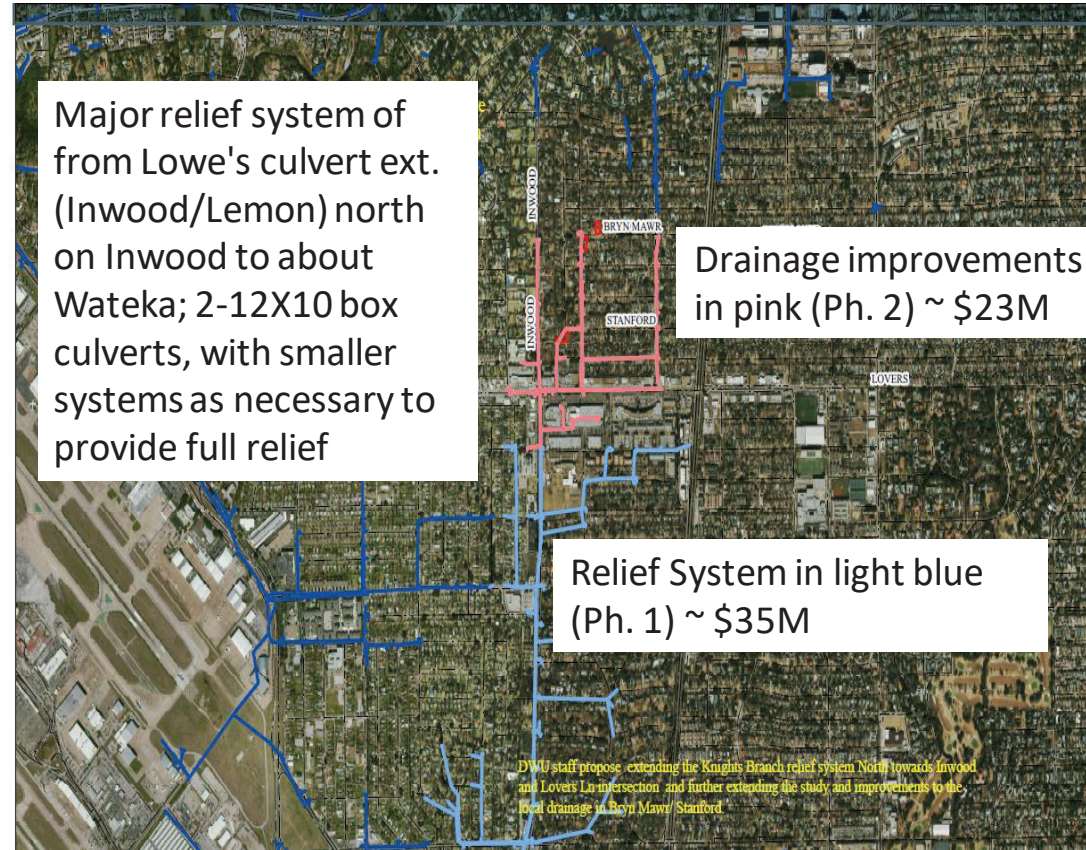 Major relief system of
from Lowe's culvert ext.
(Inwood/Lemon) north
on Inwood to about
Wateka; 2-12X10 box
culverts, with smaller
systems as necessary to
provide full relief
INWOOD
BRYN MAWR
Drainage improvements
in pink (Ph. 2) ~ $23M
INWOOD
STANFORD
LOVERS
Relief System in light blue
(Ph. 1) ~ $35M
DWU staff propose extending the Knights Branch relief system North towards Inwood
and Lovers Ln intersection and further extending the study and improvements to the
local drainage in Bryn Mawr/ Stanford.